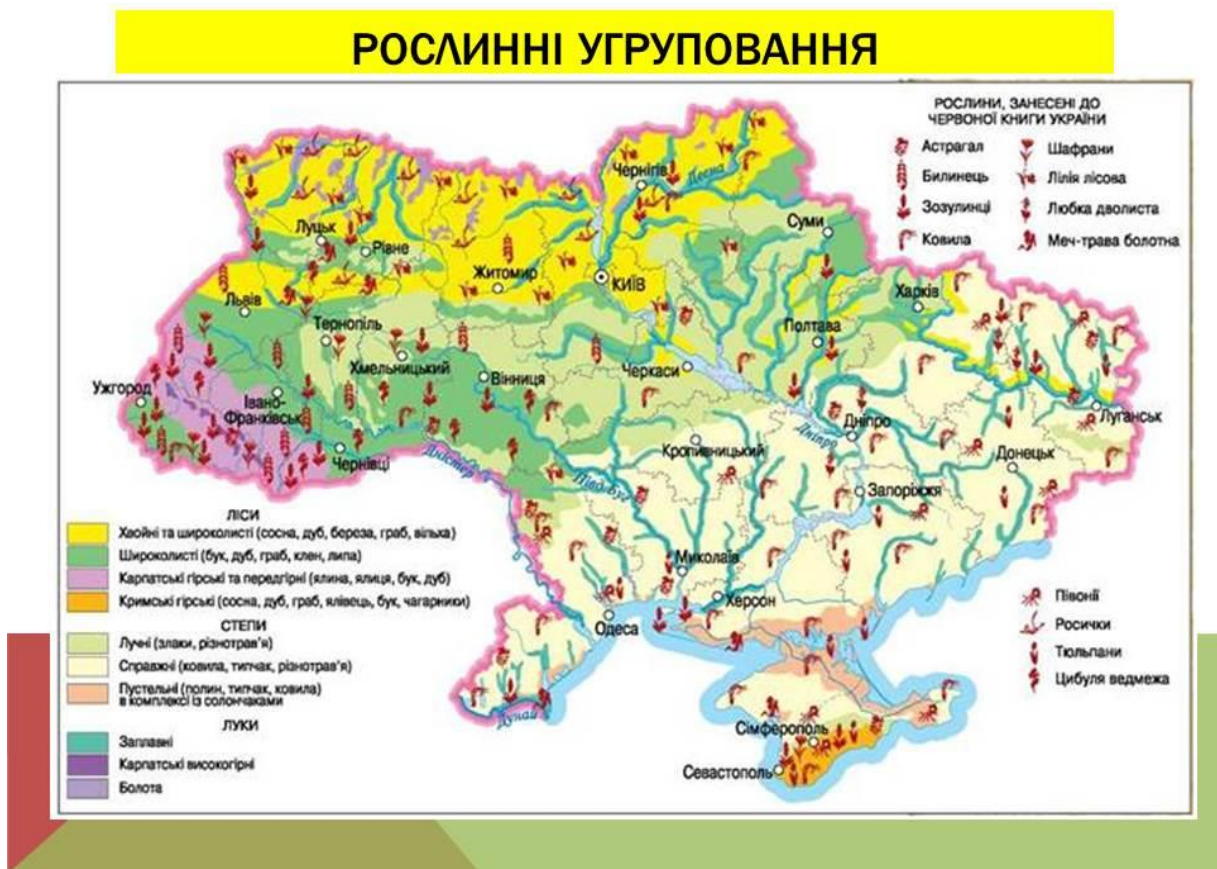 РОСЛИННІ УГРУПОВАННЯ
РОСЛИНИ, ЗАНЕСЕНІ ДО
ЧЕРВОНОЇ КНИГИ УКРАЇНИ
Астрагал
Билинець
Зозулинці
Ковила
Шафрани
Лілія лісова
Любка дволиста
Меч-трава болотна
Чернігів
Десна
Суми
Луцьк
Рівне
Житомир
КИЇВ
Львів
Харків
Тернопіль
Полтава
Хмельницький
Вінниця
Черкаси
Ужгород
Івано-
Франківськ
Луганськ
Дніпро
Дніпро
Кропивницький
Чернівці
Дністер
Півд. Буг
Донецьк
Запоріжжя
Миколаїв
Херсон
Одеса
Дунай
Сімферополь
Севастополь
ЛІСИ
Хвойні та широколисті (сосна, дуб, береза, граб, вільха)
Широколисті (бук, дуб, граб, клен, липа)
Карпатські гірські та передгірні (ялина, ялиця, бук, дуб)
Кримські гірські (сосна, дуб, граб, ялівець, бук, чагарники)
СТЕПИ
Лучні (злаки, різнотрав'я)
Справжні (ковила, типчак, різнотрав'я)
Пустельні (полин, типчак, ковила)
в комплексі із солончаками
ЛУКИ
Заплавні
Карпатські високогірні
Болота
Півонії
Росички
Тюльпани
Цибуля ведмежа